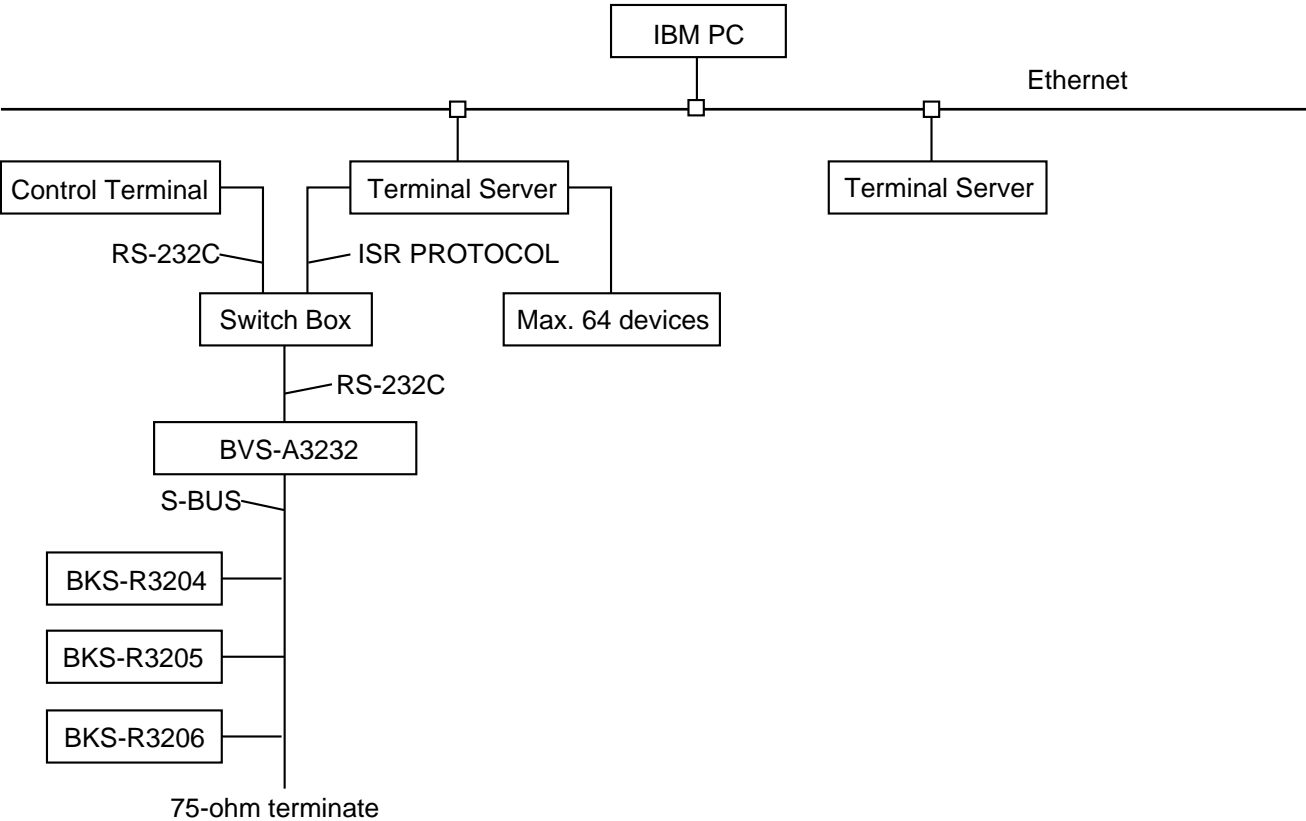 IBM PC
Ethernet
Control Terminal
Terminal Server
Terminal Server
RS-232C
ISR PROTOCOL
Switch Box
Max. 64 devices
RS-232C
BVS-A3232
S-BUS
BKS-R3204
BKS-R3205
BKS-R3206
75-ohm terminate